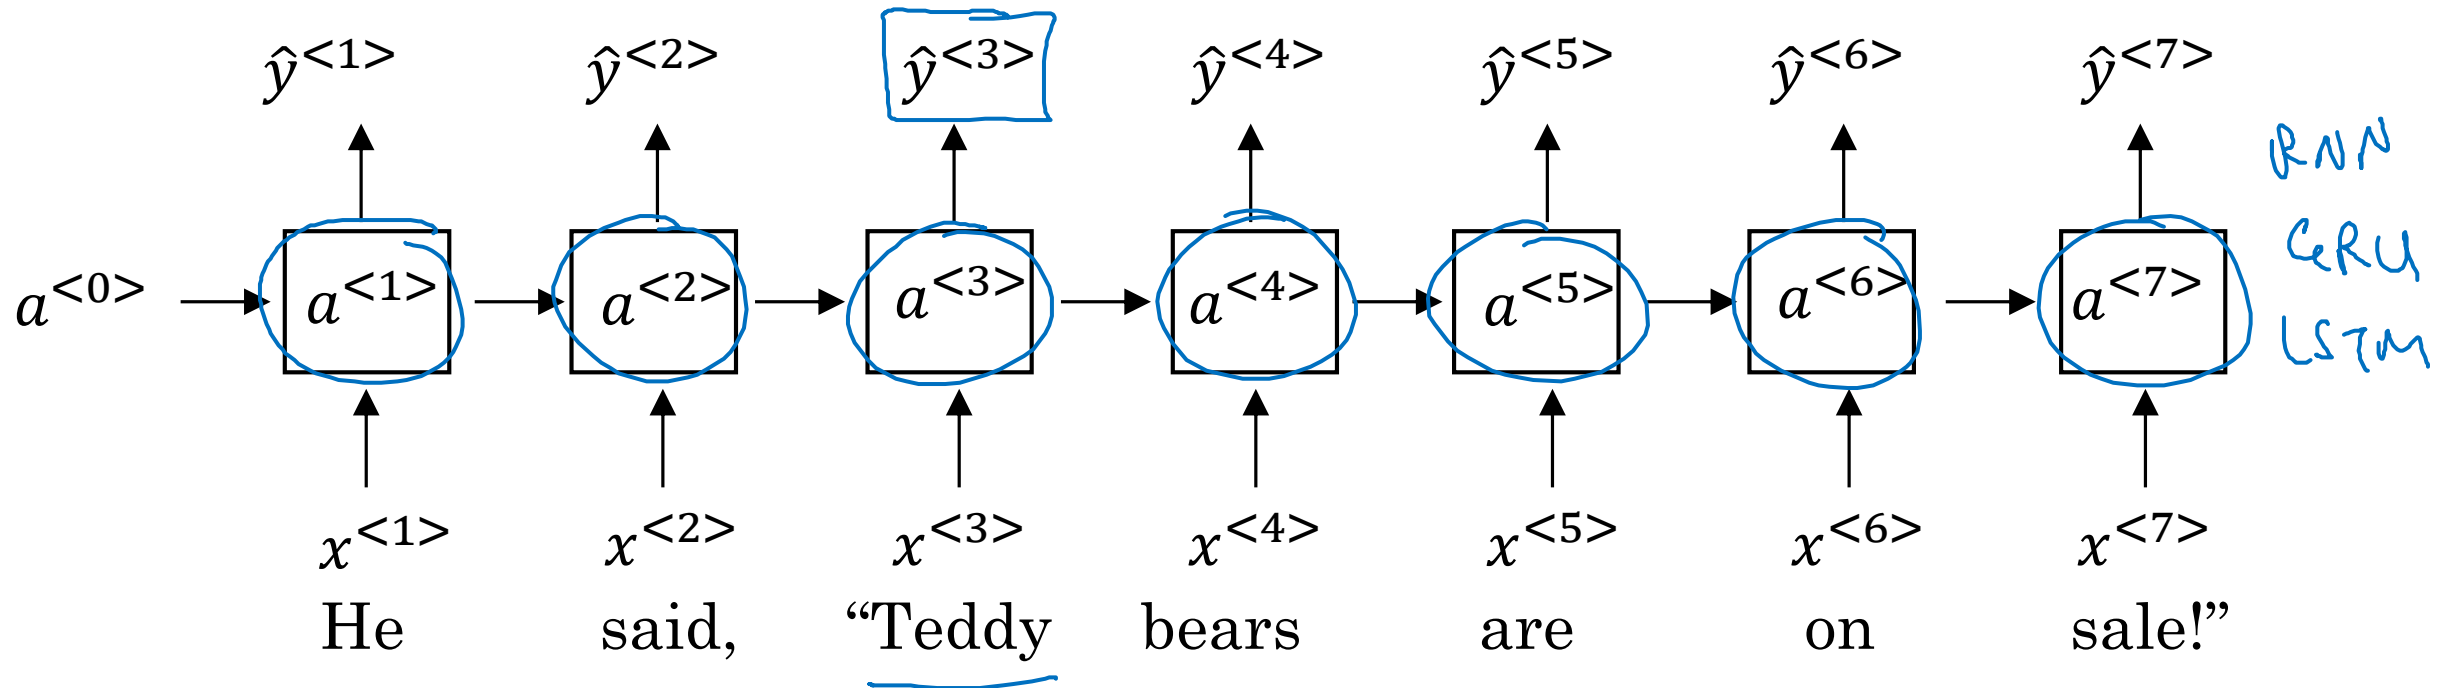 ŷ<1> ŷ<2> ŷ<3> ŷ<4> ŷ<5> ŷ<6> ŷ<7>
RNN
GRU
LSTM
a<0> a<1> a<2> a<3> a<4> a<5> a<6> a<7>
x<1> x<2> x<3> x<4> x<5> x<6> x<7>
He said, “Teddy bears are on sale!”